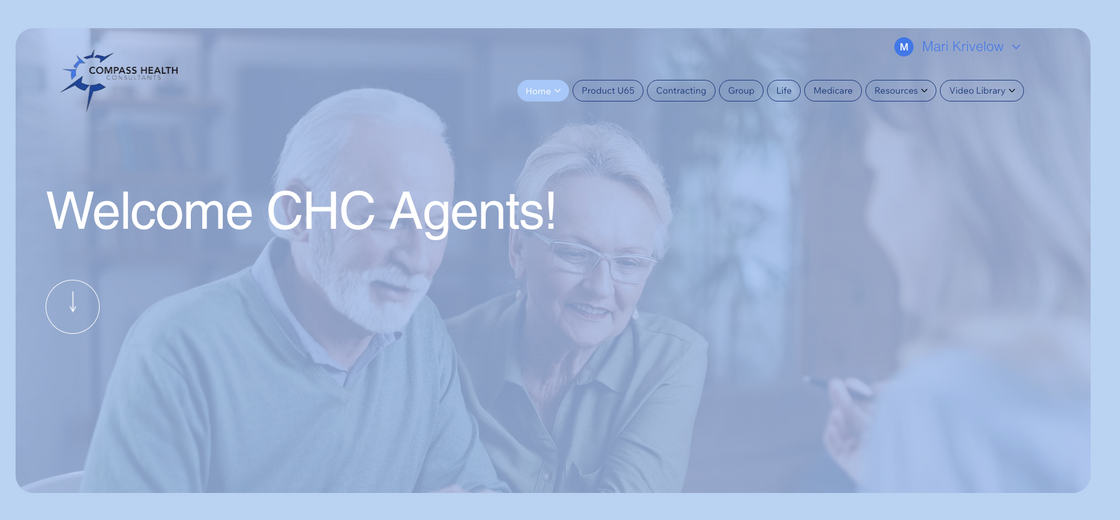 M Mari Krivelow
COMPASS HEALTH
CONSULTANTS
Home Product U65 Contracting Group Life Medicare Resources Video Library
Welcome CHC Agents!